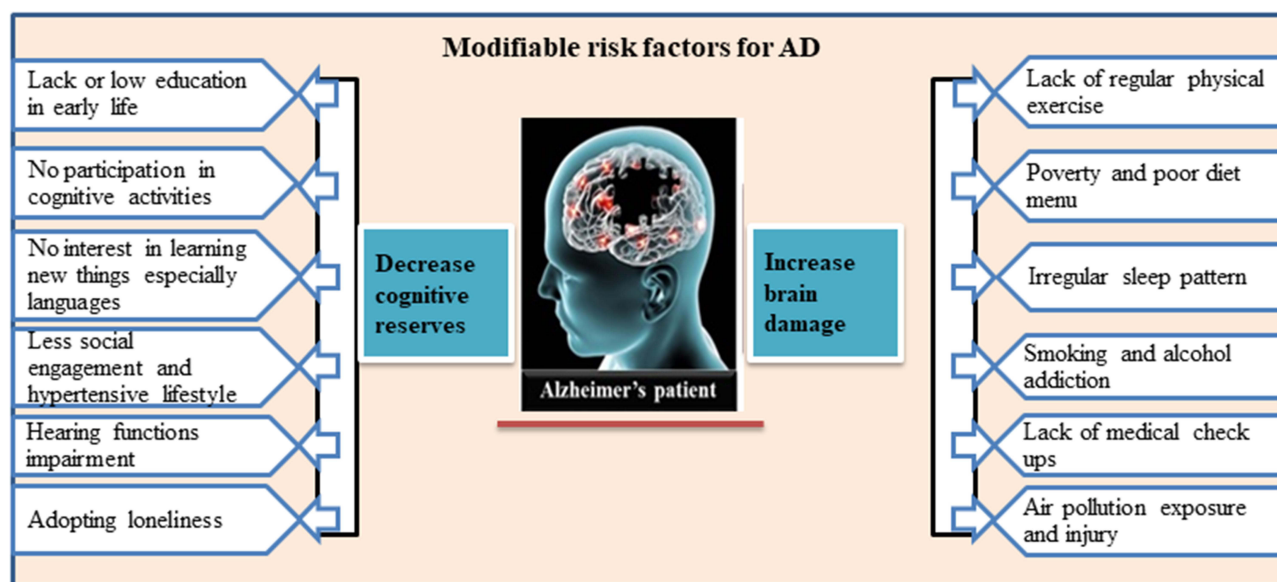 Modifiable risk factors for AD
Lack or low education
in early life
No participation in
cognitive activities
No interest in learning
new things especially
languages
Less social
engagement and
hypertensive lifestyle
Hearing functions
impairment
Adopting loneliness
Decrease
cognitive
reserves
Alzheimer's patient
Increase
brain
damage
Lack of regular physical
exercise
Poverty and poor diet
menu
Irregular sleep pattern
Smoking and alcohol
addiction
Lack of medical check
ups
Air pollution exposure
and injury